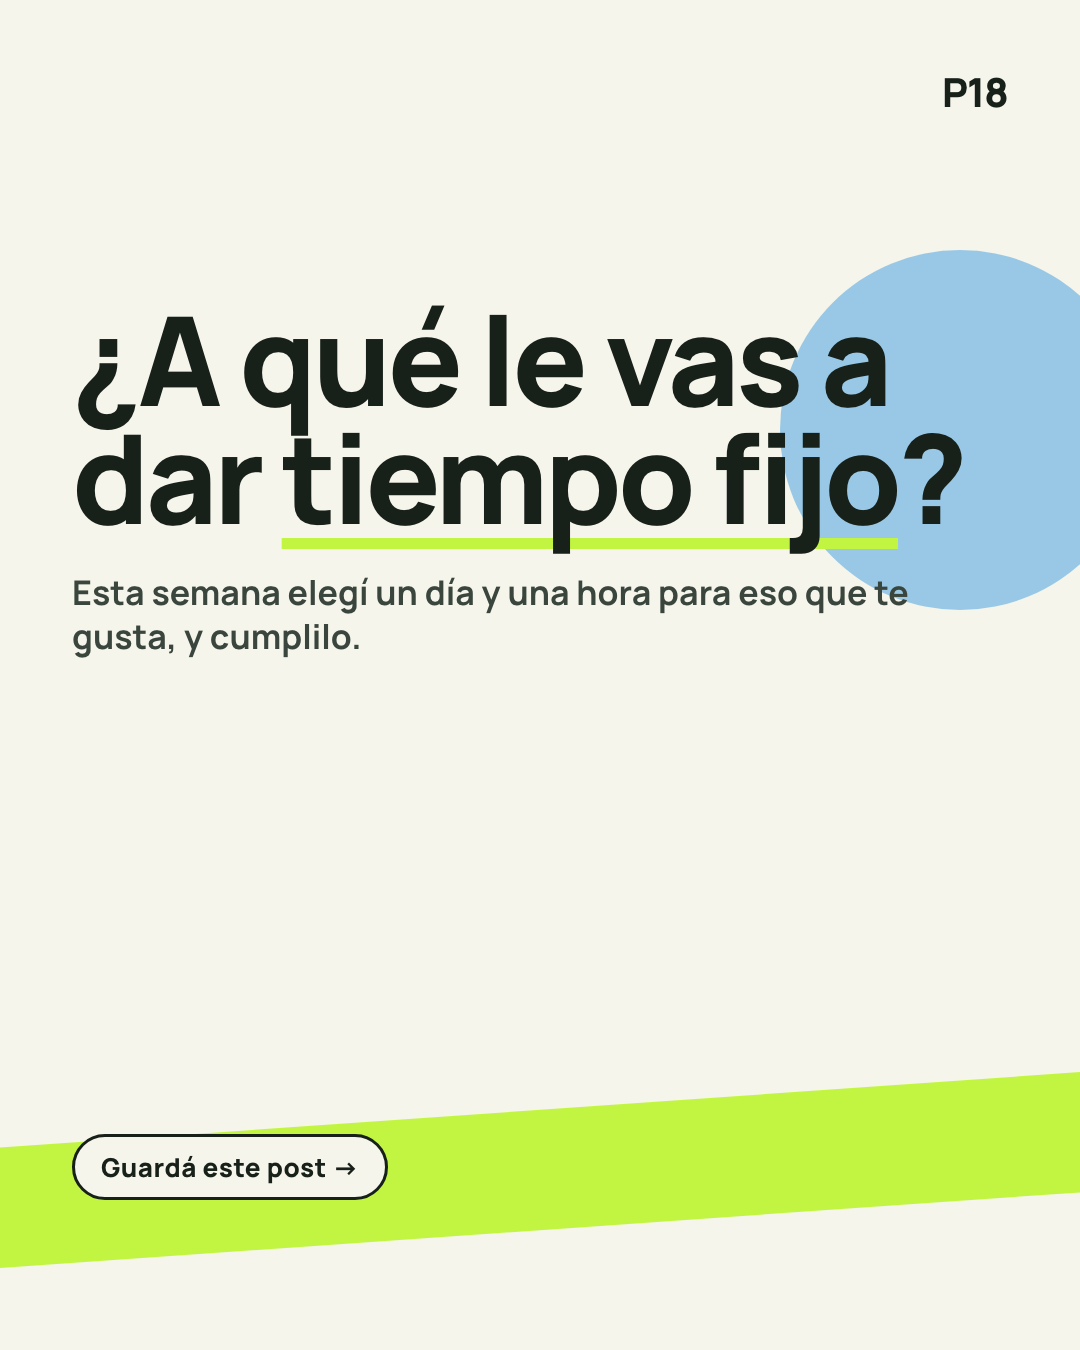 P18
¿A qué le vas a
dar tiempo fijo?
Esta semana elegí un día y una hora para eso que te
gusta, y cumplilo.
Guardá este post →